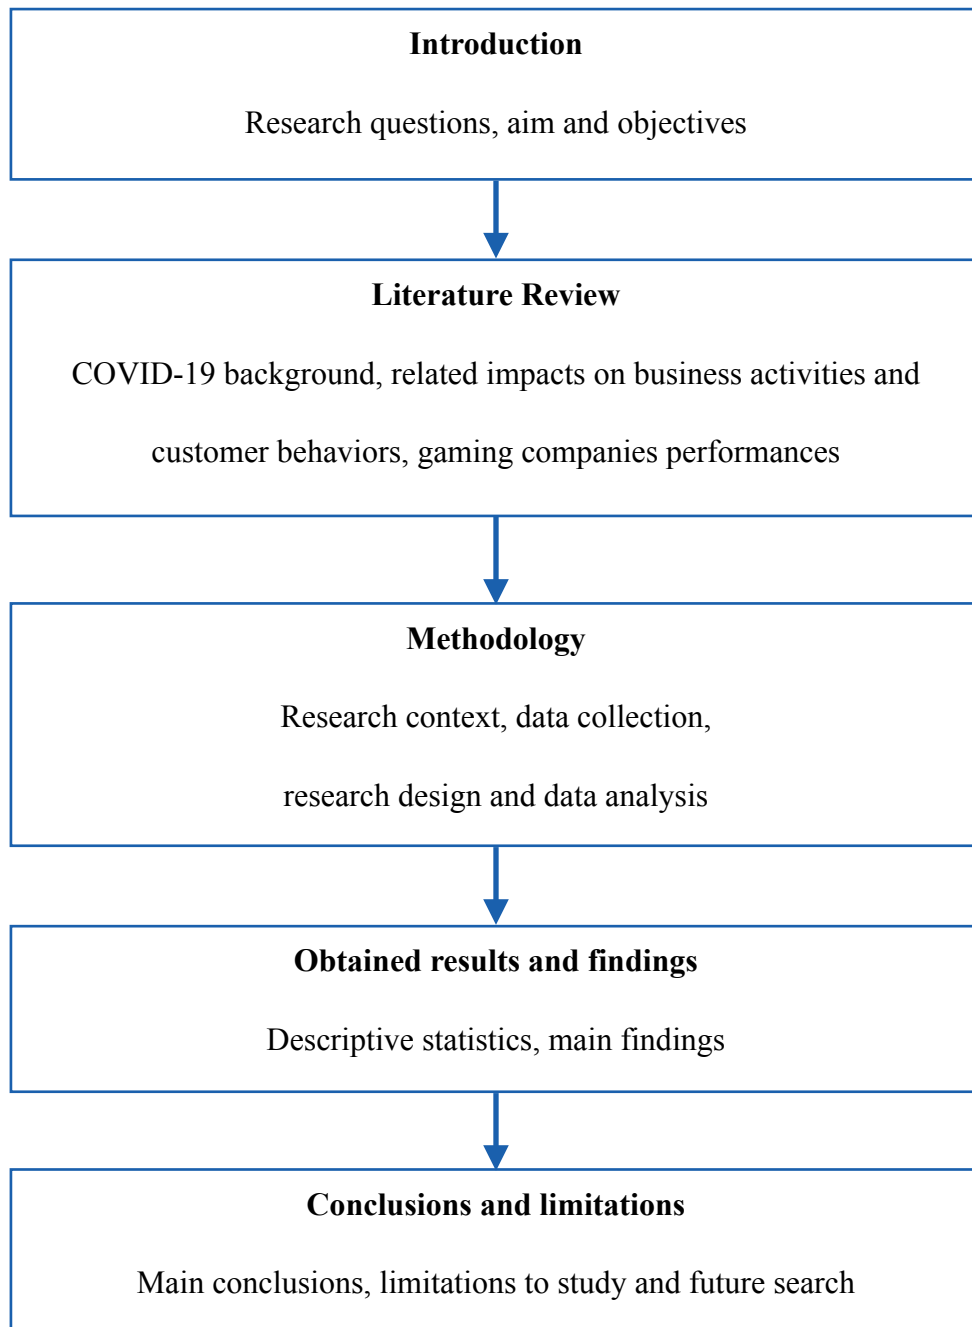 Introduction
Research questions, aim and objectives
Literature Review
COVID-19 background, related impacts on business activities and
customer behaviors, gaming companies performances
Methodology
Research context, data collection,
research design and data analysis
Obtained results and findings
Descriptive statistics, main findings
Conclusions and limitations
Main conclusions, limitations to study and future search